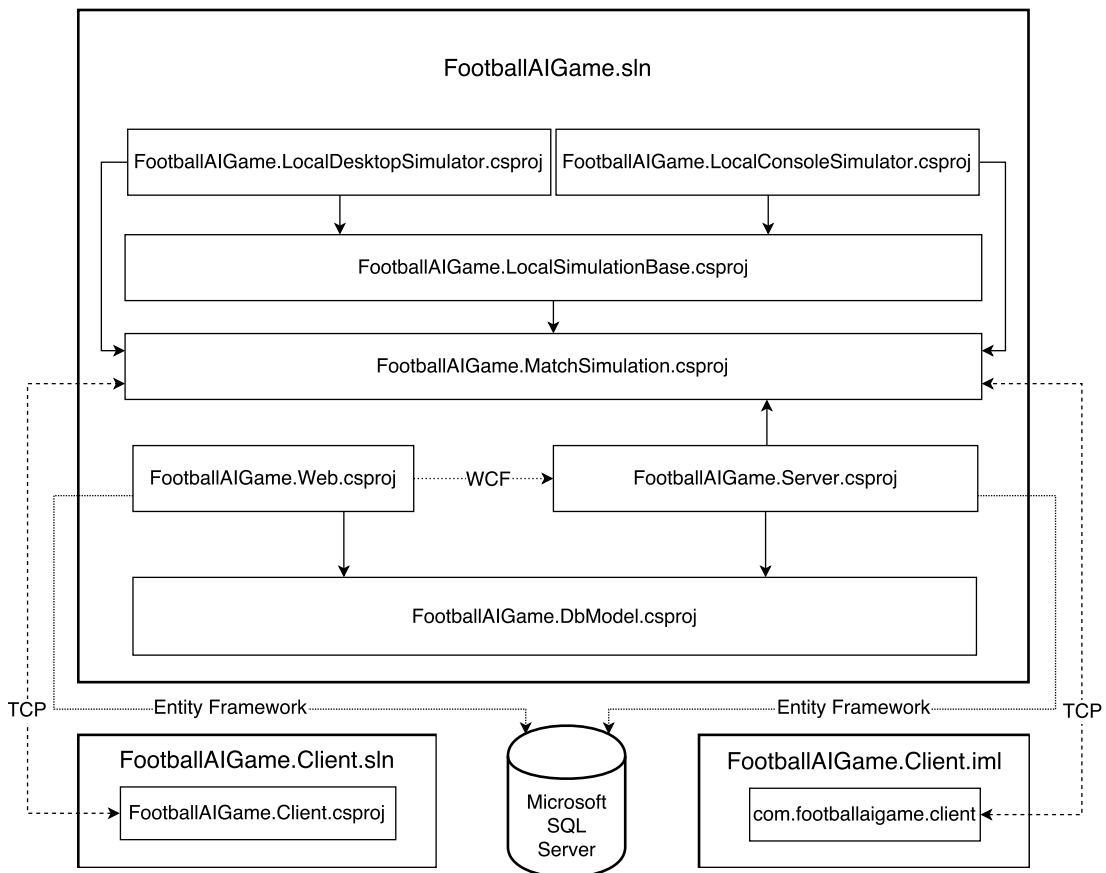 FootballAIGame.sln
FootballAIGame.LocalDesktopSimulator.csproj
FootballAIGame.LocalConsoleSimulator.csproj
FootballAIGame.LocalSimulationBase.csproj
FootballAIGame.MatchSimulation.csproj
FootballAIGame.Web.csproj
WCF
FootballAIGame.Server.csproj
FootballAIGame.DbModel.csproj
TCP
Entity Framework
Entity Framework
TCP
FootballAIGame.Client.sln
FootballAIGame.Client.csproj
Microsoft
SQL
Server
FootballAIGame.Client.iml
com.footballaigame.client